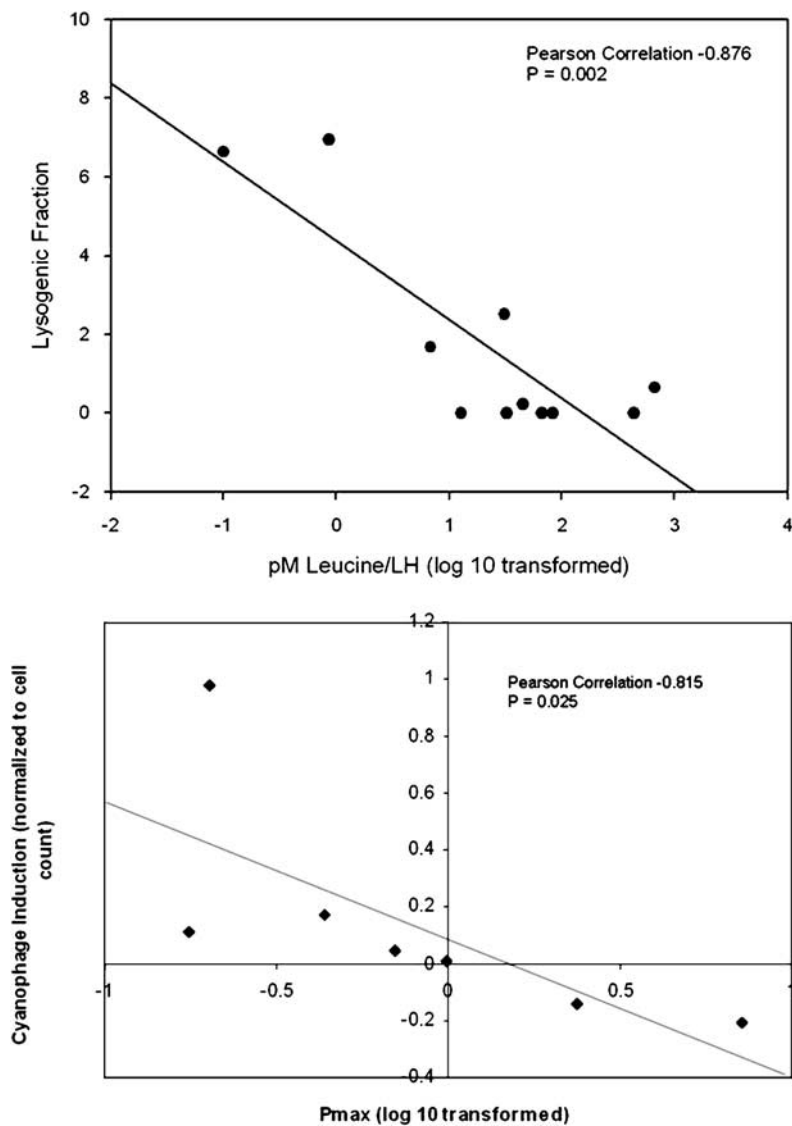 10
Pearson Correlation -0.876
P = 0.002
8
6
4
2
0
-2
Lysogenic Fraction
-2 -1 0 1 2 3 4
pM Leucine/LH (log 10 transformed)
1.2
Pearson Correlation -0.815
P = 0.025
1
0.8
0.6
0.4
0.2
0
-0.2
-0.4
Cyanophage Induction (normalized to cell
count)
-1 -0.5 0 0.5 1
Pmax (log 10 transformed)